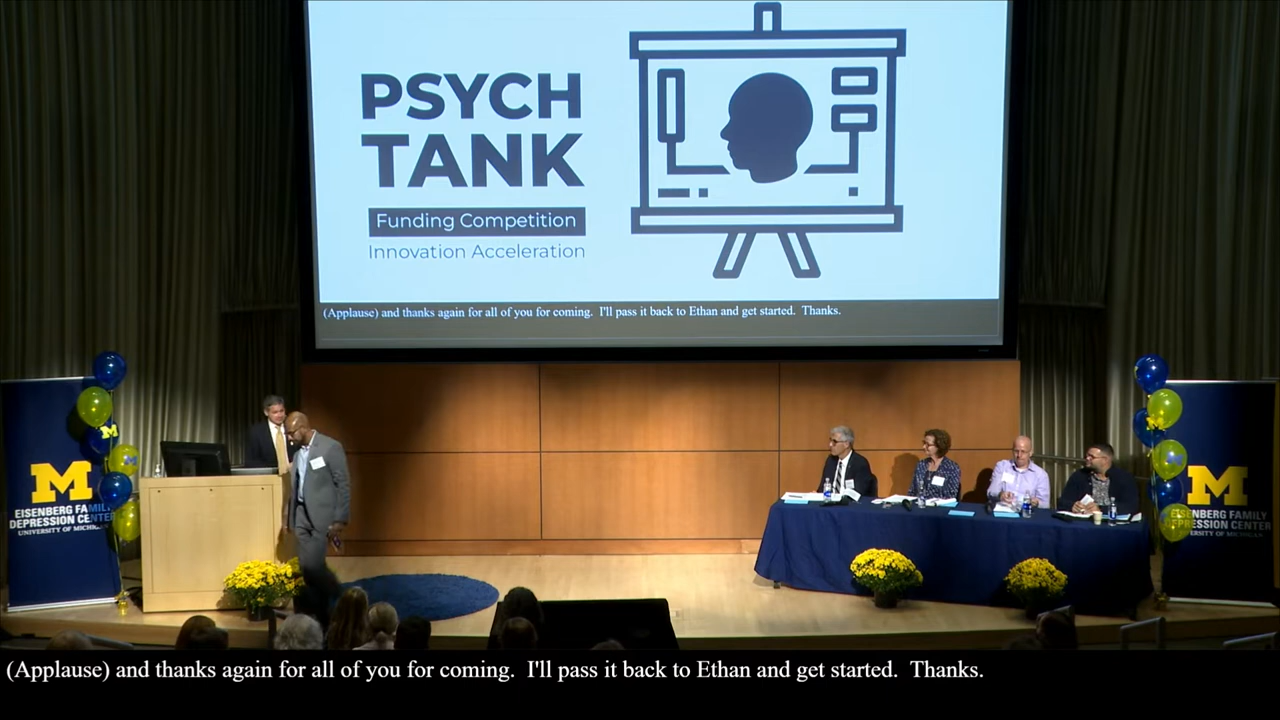 PSYCH
TANK
Funding Competition
Innovation Acceleration
(Applause) and thanks again for all of you for coming.  I'll pass it back to Ethan and get started.  Thanks.
M
M
EISENBERG FAMILY
DEPRESSION CENTER
UNIVERSITY OF MICHIGAN
M
M
EISENBERG FAMILY
DEPRESSION CENTER
UNIVERSITY OF MICHIGAN
(Applause) and thanks again for all of you for coming.  I'll pass it back to Ethan and get started.  Thanks.